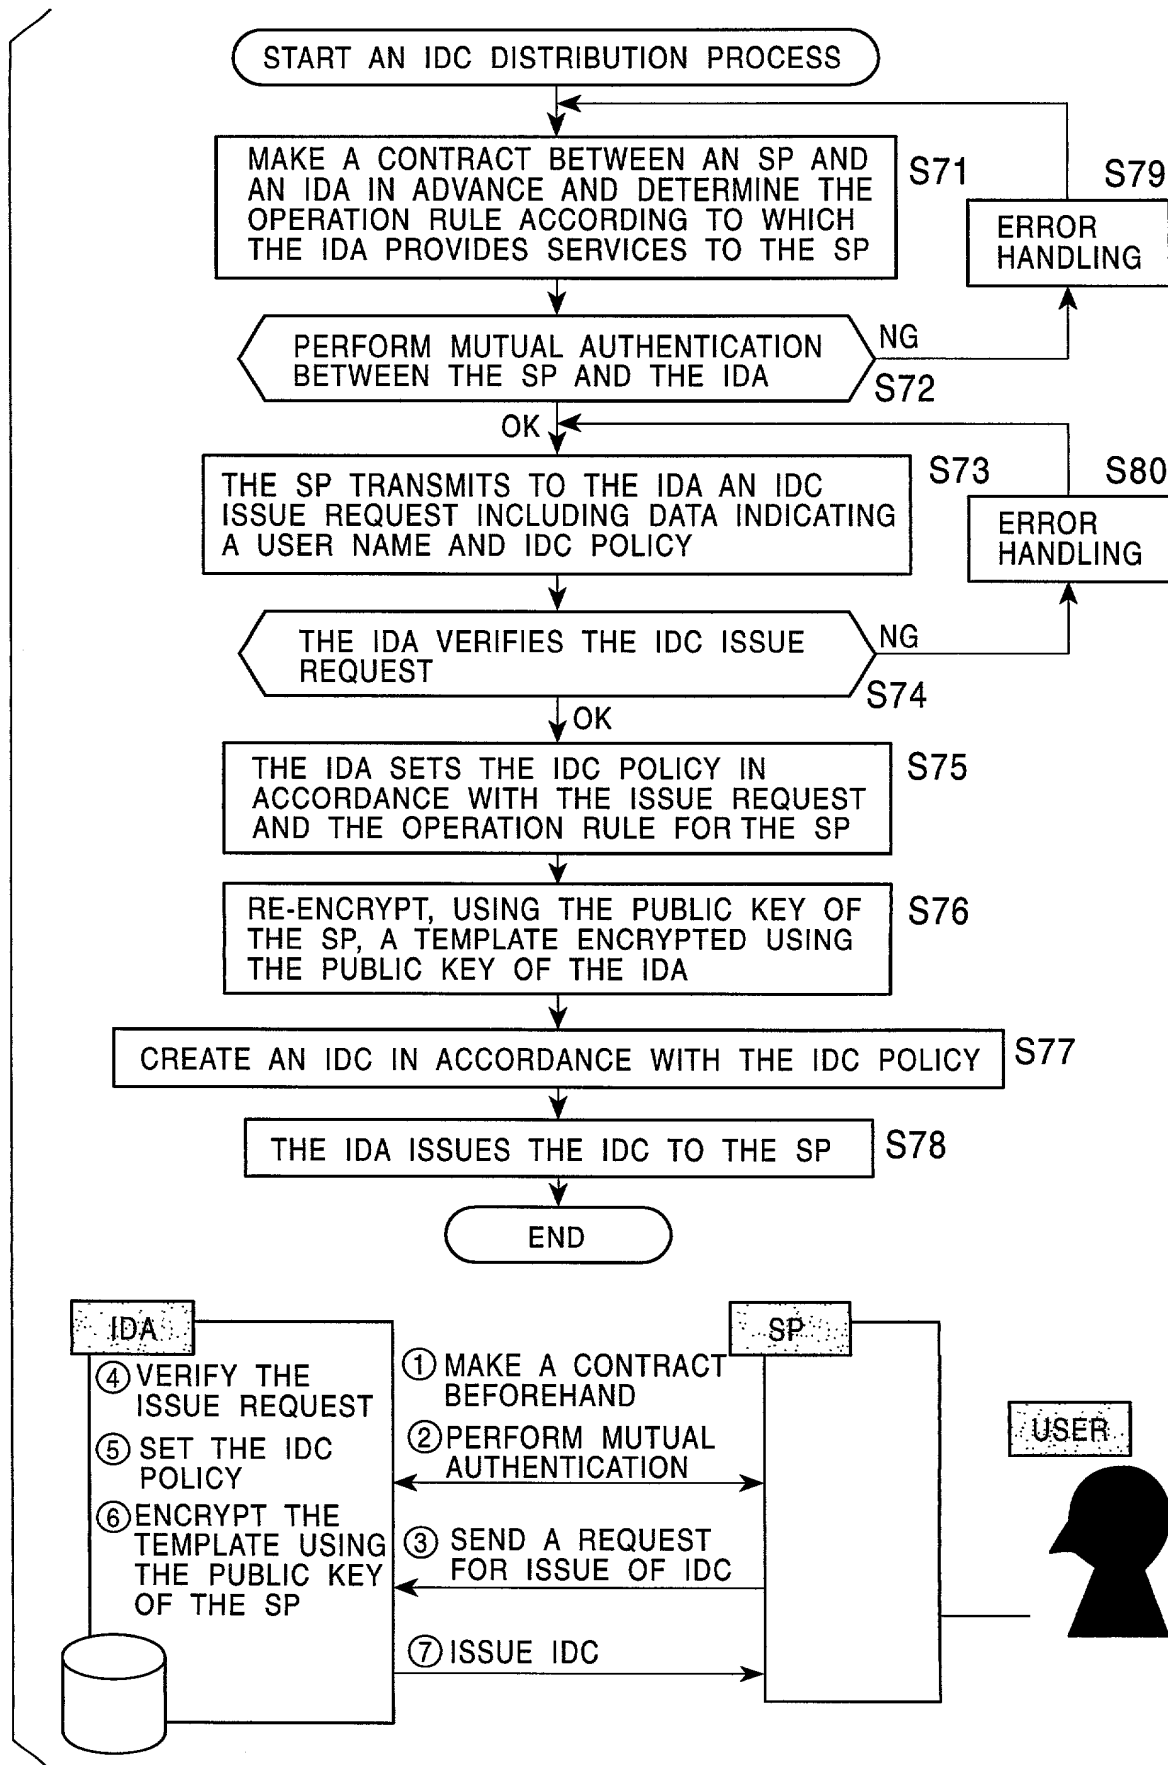 START AN IDC DISTRIBUTION PROCESS
MAKE A CONTRACT BETWEEN AN SP AND
AN IDA IN ADVANCE AND DETERMINE THE
OPERATION RULE ACCORDING TO WHICH
THE IDA PROVIDES SERVICES TO THE SP
S71
S79
ERROR
HANDLING
PERFORM MUTUAL AUTHENTICATION
BETWEEN THE SP AND THE IDA
NG
S72
OK
THE SP TRANSMITS TO THE IDA AN IDC
ISSUE REQUEST INCLUDING DATA INDICATING
A USER NAME AND IDC POLICY
S73
S80
ERROR
HANDLING
THE IDA VERIFIES THE IDC ISSUE
REQUEST
NG
S74
OK
THE IDA SETS THE IDC POLICY IN
ACCORDANCE WITH THE ISSUE REQUEST
AND THE OPERATION RULE FOR THE SP
S75
RE-ENCRYPT, USING THE PUBLIC KEY OF
THE SP, A TEMPLATE ENCRYPTED USING
THE PUBLIC KEY OF THE IDA
S76
CREATE AN IDC IN ACCORDANCE WITH THE IDC POLICY
S77
THE IDA ISSUES THE IDC TO THE SP
S78
END
IDA
④ VERIFY THE
ISSUE REQUEST
⑤ SET THE IDC
POLICY
⑥ ENCRYPT THE
TEMPLATE USING
THE PUBLIC KEY
OF THE SP
① MAKE A CONTRACT
BEFOREHAND
② PERFORM MUTUAL
AUTHENTICATION
③ SEND A REQUEST
FOR ISSUE OF IDC
⑦ ISSUE IDC
SP
USER